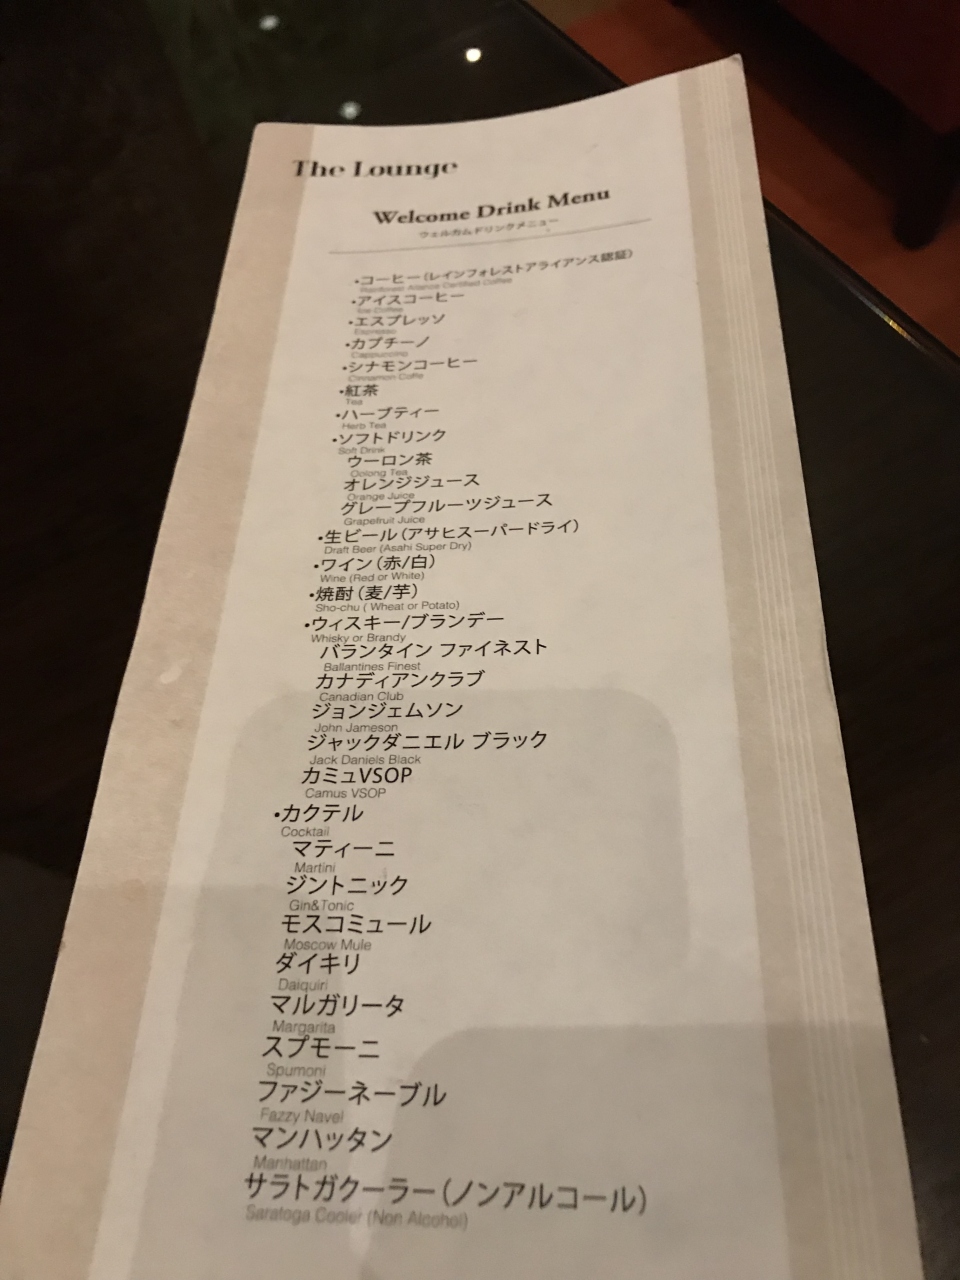 The Lounge
Welcome Drink Menu
ウェルカムドリンクメニュー
・コーヒー（レインフォレストアライアンス認証）
Rainforest Aliance Certified Coffee
・アイスコーヒー
Ice Coffee
・エスプレッソ
Espresso
・カプチーノ
Cappuccino
・シナモンコーヒー
Cinnamon Coffe
・紅茶
Tea
・ハーブティー
Herb Tea
・ソフトドリンク
Soft Drink
ウーロン茶
Oolong Tea
オレンジジュース
Orange Juice
グレープフルーツジュース
Grapefruit Juice
・生ビール（アサヒスーパードライ）
Draft Beer (Asahi Super Dry)
・ワイン（赤/白）
Wine (Red or White)
・焼酎（麦/芋）
Sho-chu ( Wheat or Potato)
・ウィスキー/ブランデー
Whisky or Brandy
バランタイン ファイネスト
Ballantines Finest
カナディアンクラブ
Canadian Club
ジョンジェムソン
John Jameson
ジャックダニエル ブラック
Jack Daniels Black
カミュVSOP
Camus VSOP
・カクテル
Cocktail
マティーニ
Martini
ジントニック
Gin&Tonic
モスコミュール
Moscow Mule
ダイキリ
Daiquiri
マルガリータ
Margarita
スプモーニ
Spumoni
ファジーネーブル
Fazzy Navel
マンハッタン
Manhattan
サラトガクーラー（ノンアルコール）
Saratoga Cooler (Non Alcohol)